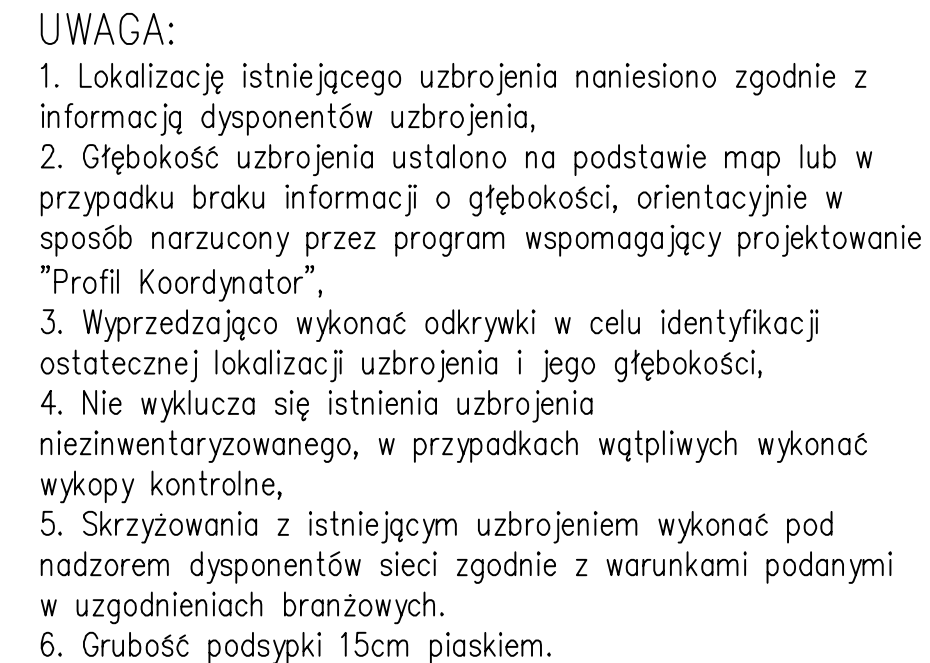 UWAGA:
1. Lokalizację istniejącego uzbrojenia naniesiono zgodnie z
informacją dysponentów uzbrojenia,
2. Głębokość uzbrojenia ustalono na podstawie map lub w
przypadku braku informacji o głębokości, orientacyjnie w
sposób narzucony przez program wspomagający projektowanie
"Profil Koordynator",
3. Wyprzedzająco wykonać odkrywki w celu identyfikacji
ostatecznej lokalizacji uzbrojenia i jego głębokości,
4. Nie wyklucza się istnienia uzbrojenia
niezinwentaryzowanego, w przypadkach wątpliwych wykonać
wykopy kontrolne,
5. Skrzyżowania z istniejącym uzbrojeniem wykonać pod
nadzorem dysponentów sieci zgodnie z warunkami podanymi
w uzgodnieniach branżowych.
6. Grubość podsypki 15cm piaskiem.